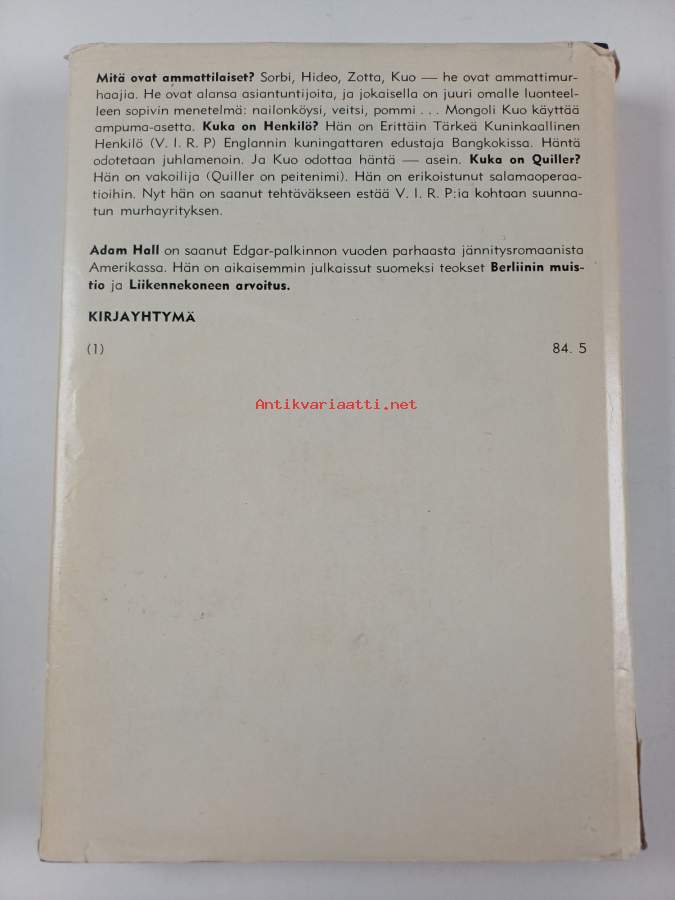 Mitä ovat ammattilaiset? Sorbi, Hideo, Zotta, Kuo — he ovat ammattimur-
haajia. He ovat alansa asiantuntijoita, ja jokaisella on juuri omalle luonteel-
leen sopivin menetelmä: nailonköysi, veitsi, pommi . . . Mongoli Kuo käyttää
ampuma-asetta. Kuka on Henkilö? Hän on Erittäin Tärkeä Kuninkaallinen
Henkilö (V. I. R. P) Englannin kuningattaren edustaja Bangkokissa. Häntä
odotetaan juhlamenoin. Ja Kuo odottaa häntä — asein. Kuka on Quiller?
Hän on vakoilija (Quiller on peitenimi). Hän on erikoistunut salamaoperaa-
tioihin. Nyt hän on saanut tehtäväkseen estää V. I. R. P:ia kohtaan suunna-
tun murhayrityksen.
Adam Hall on saanut Edgar-palkinnon vuoden parhaasta jännitysromaanista
Amerikassa. Hän on aikaisemmin julkaissut suomeksi teokset Berliinin muis-
tio ja Liikennekoneen arvoitus.
KIRJAYHTYMÄ
(1) 84. 5
Antikvariaatti.net